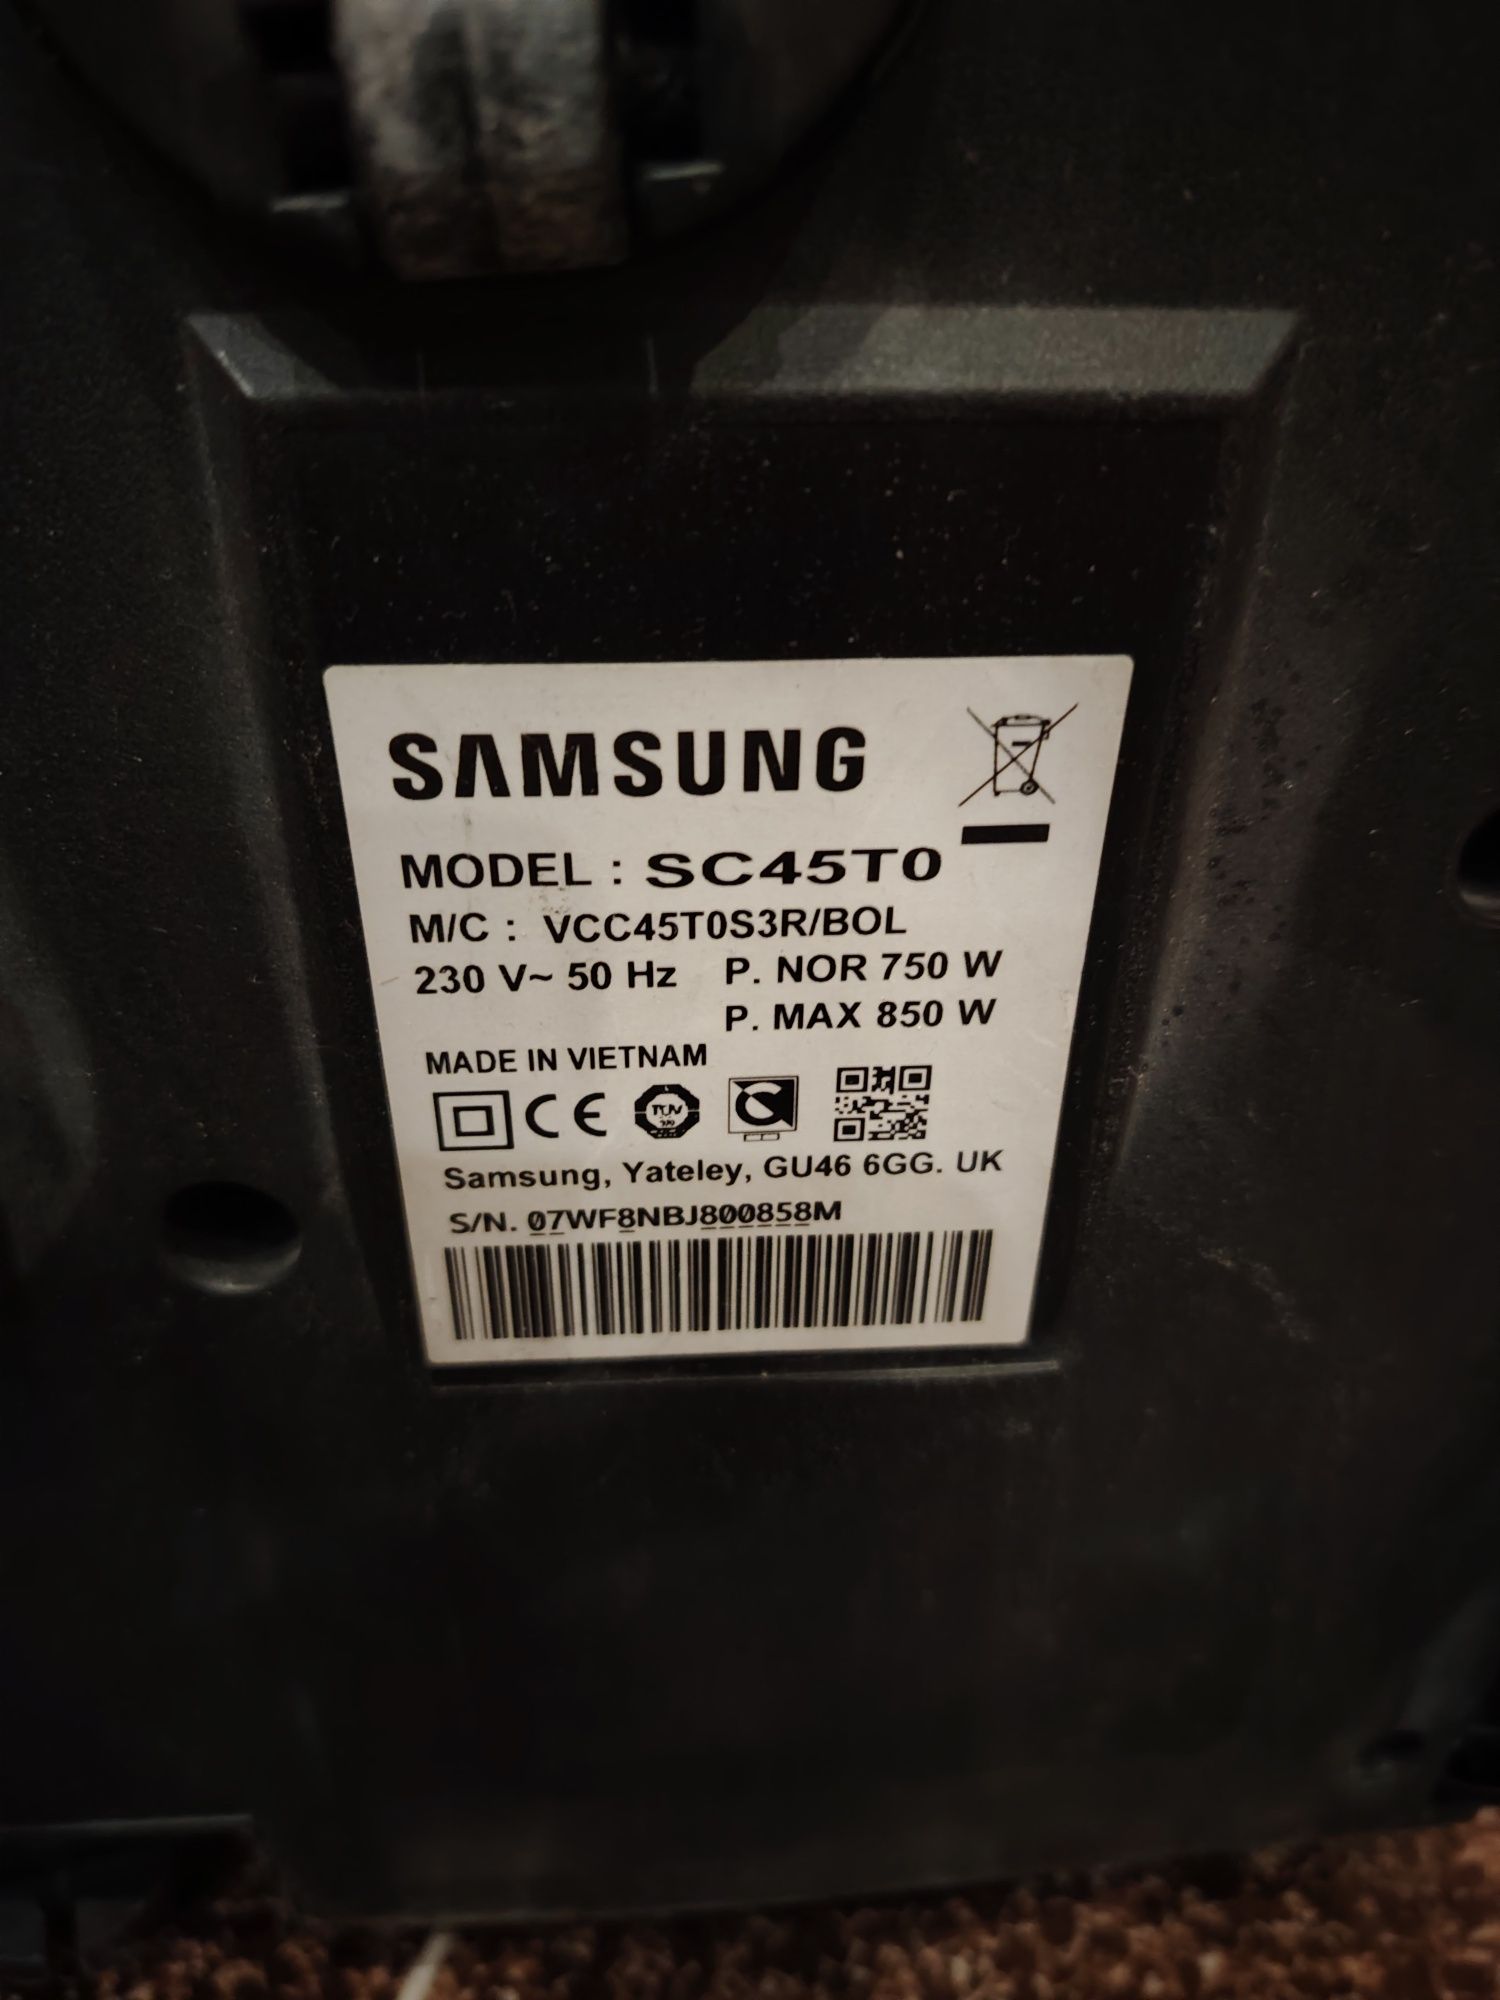 SAMSUNG
MODEL : SC45T0
M/C : VCC45T0S3R/BOL
230 V~ 50 Hz P. NOR 750 W
P. MAX 850 W
MADE IN VIETNAM
CE TÜV
Samsung, Yateley, GU46 6GG. UK
S/N. 07WF8NBJ800858M